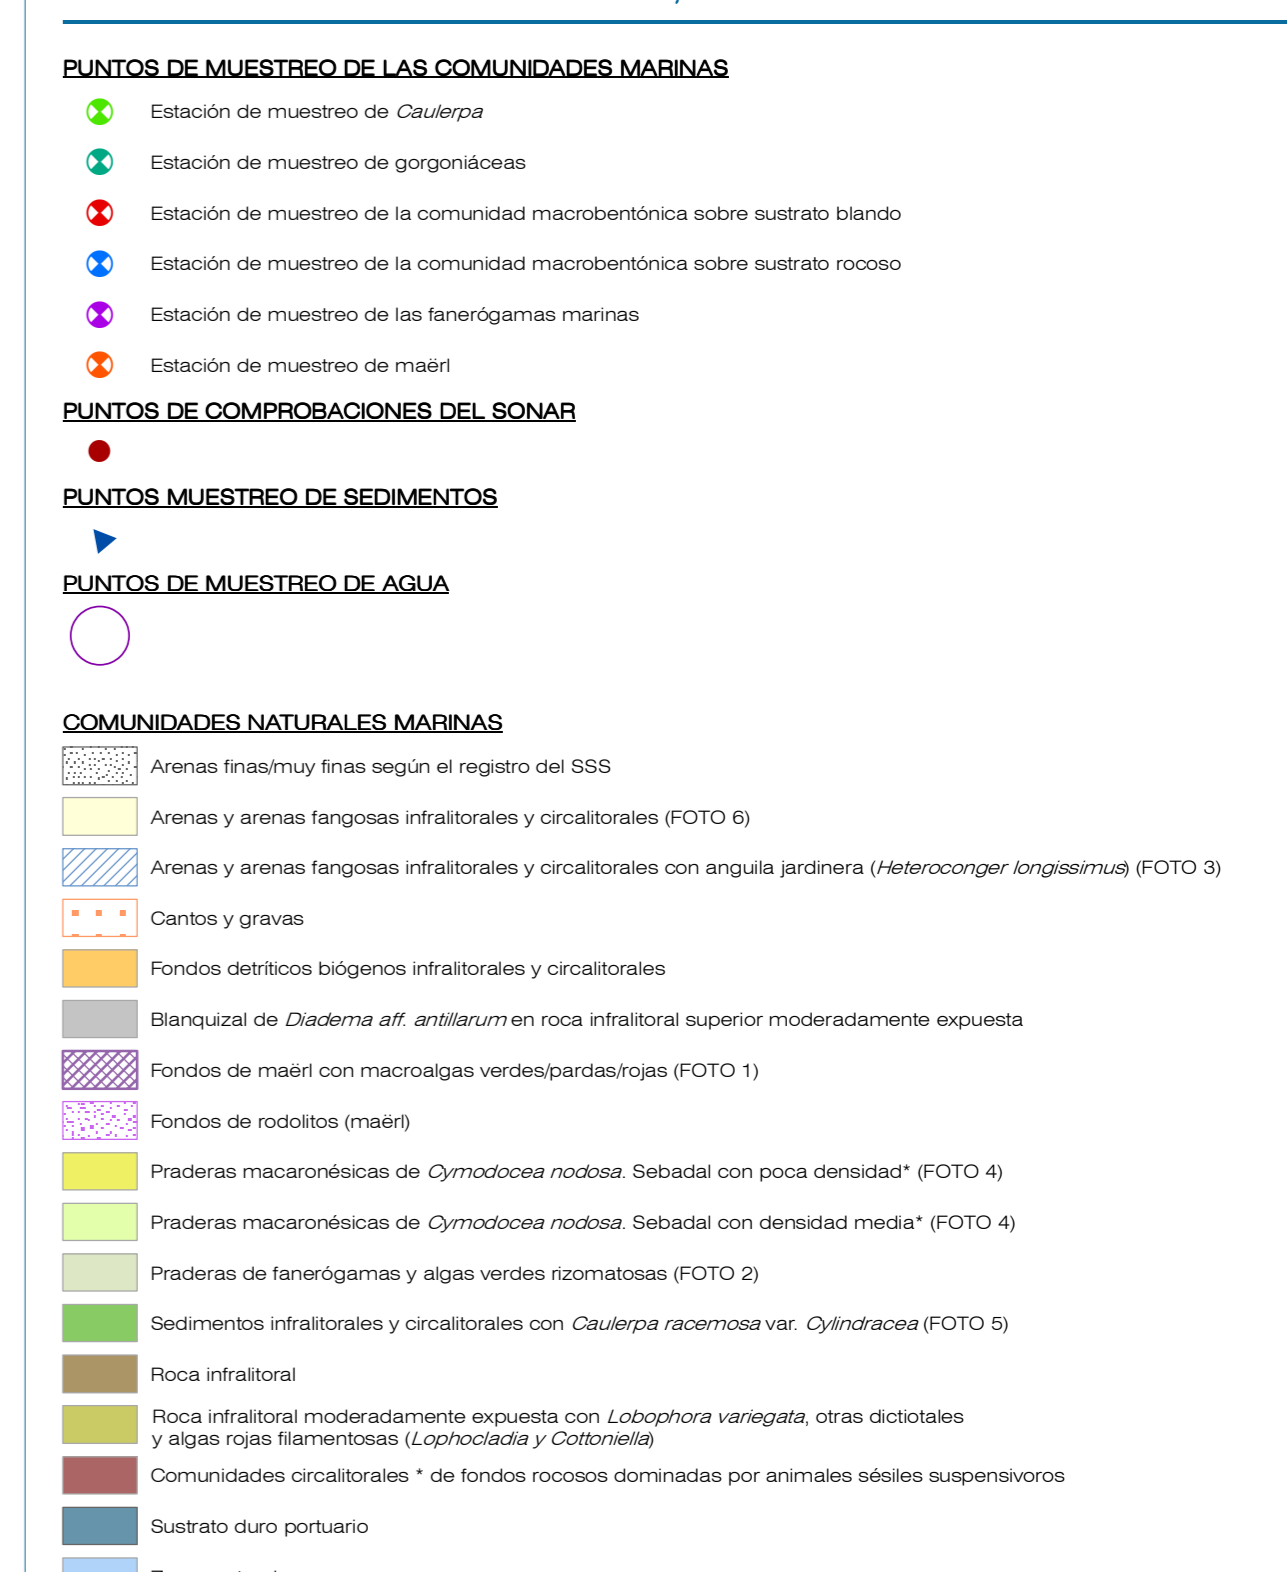 PUNTOS DE MUESTREO DE LAS COMUNIDADES MARINAS
Estación de muestreo de Caulerpa
Estación de muestreo de gorgoniáceas
Estación de muestreo de la comunidad macrobentónica sobre sustrato blando
Estación de muestreo de la comunidad macrobentónica sobre sustrato rocoso
Estación de muestreo de las fanerógamas marinas
Estación de muestreo de maërl
PUNTOS DE COMPROBACIONES DEL SONAR
PUNTOS MUESTREO DE SEDIMENTOS
PUNTOS DE MUESTREO DE AGUA
COMUNIDADES NATURALES MARINAS
Arenas finas/muy finas según el registro del SSS
Arenas y arenas fangosas infralitorales y circalitorales (FOTO 6)
Arenas y arenas fangosas infralitorales y circalitorales con anguila jardinera (Heteroconger longissimus) (FOTO 3)
Cantos y gravas
Fondos detríticos biógenos infralitorales y circalitorales
Blanquizal de Diadema aff. antillarum en roca infralitoral superior moderadamente expuesta
Fondos de maërl con macroalgas verdes/pardas/rojas (FOTO 1)
Fondos de rodolitos (maërl)
Praderas macaronésicas de Cymodocea nodosa. Sebadal con poca densidad* (FOTO 4)
Praderas macaronésicas de Cymodocea nodosa. Sebadal con densidad media* (FOTO 4)
Praderas de fanerógamas y algas verdes rizomatosas (FOTO 2)
Sedimentos infralitorales y circalitorales con Caulerpa racemosa var. Cylindracea (FOTO 5)
Roca infralitoral
Roca infralitoral moderadamente expuesta con Lobophora variegata, otras dictiotales
y algas rojas filamentosas (Lophocladia y Cottoniella)
Comunidades circalitorales * de fondos rocosos dominadas por animales sésiles suspensivoros
Sustrato duro portuario